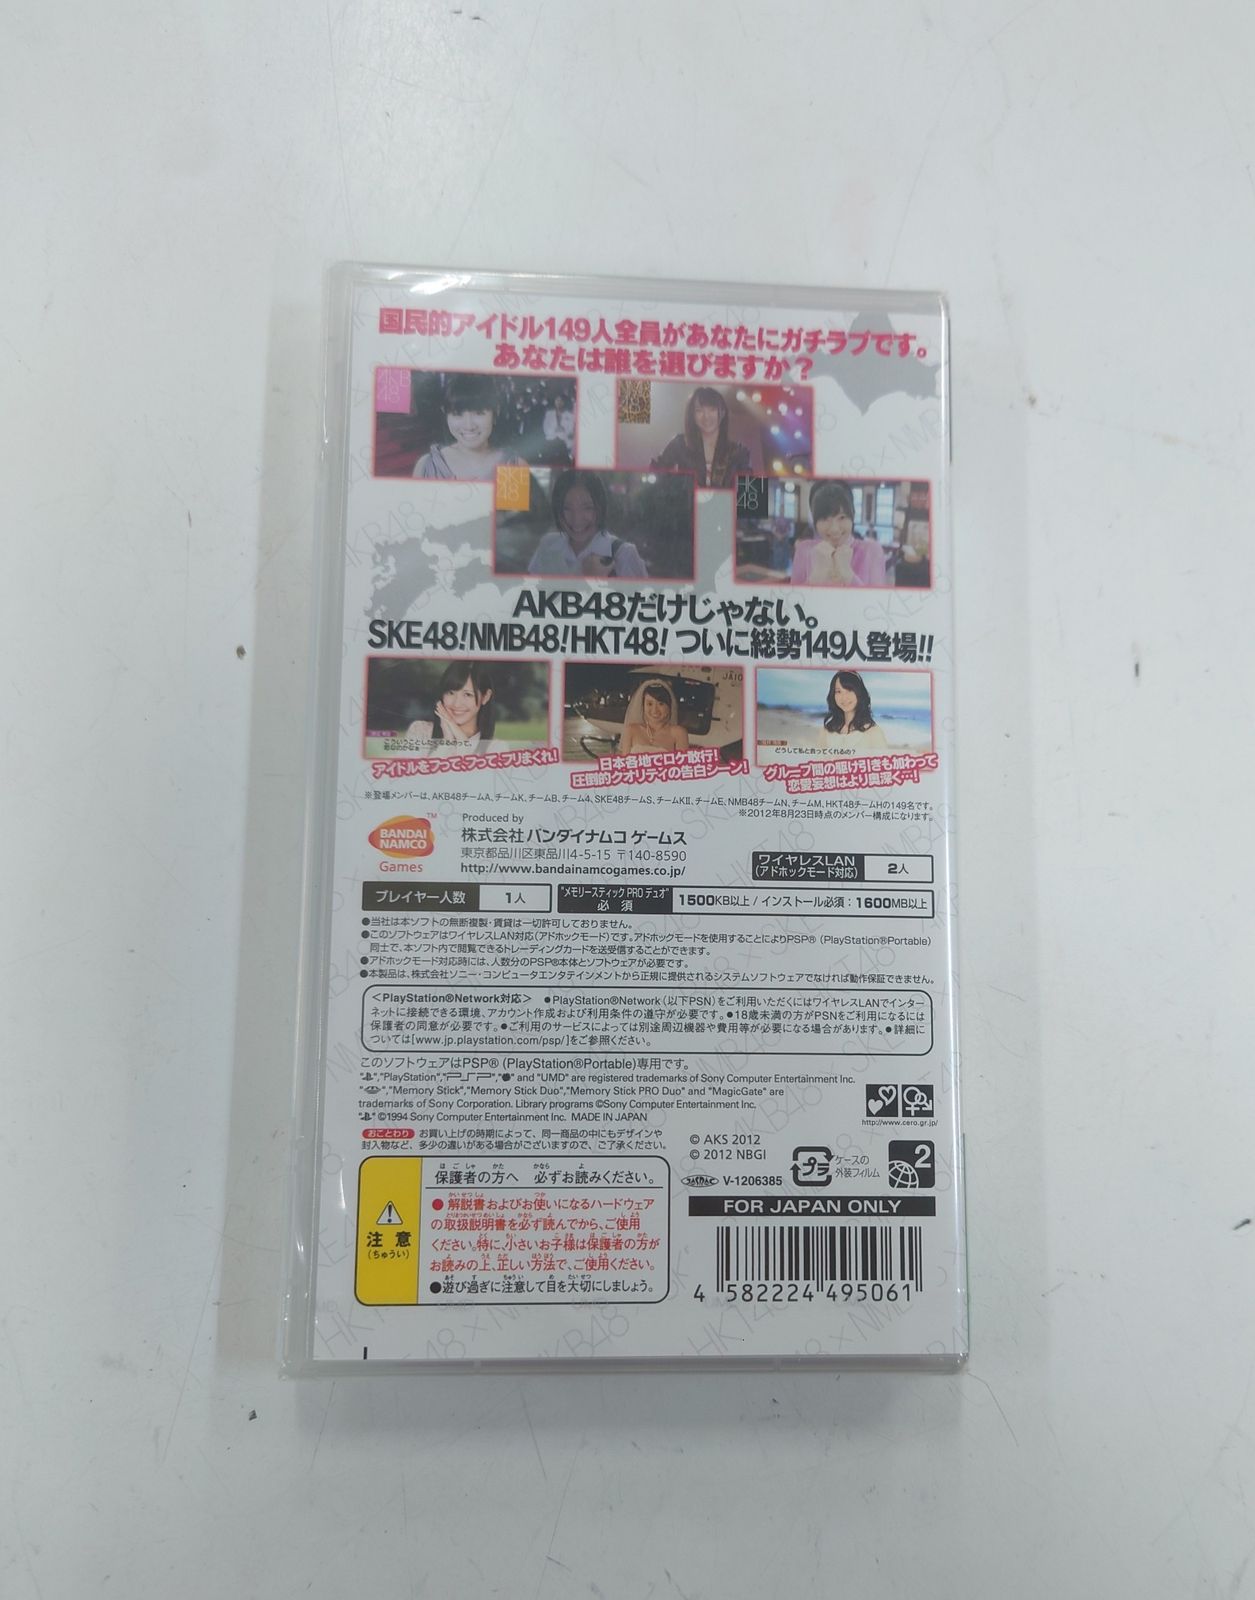 国民的アイドル149人全員があなたにガチラブです。
あなたは誰を選びますか？
AKB
48
NMB
48
SKE
48
HKT
48
AKB48だけじゃない。
SKE48!NMB48!HKT48! ついに総勢149人登場!!
こういうことしたくなるのって、
恋なのかなぁ
アイドルをフって、フって、フリまくれ!
JA10
日本各地でロケ敢行!
圧倒的クオリティの告白シーン!
どうして私と会ってくれるの?
グループ間の駆け引きも加わって
恋愛妄想はより奥深く…!
※登場メンバーは、AKB48チームA、チームK、チームB、チーム4、SKE48チームS、チームKII、チームE、NMB48チームN、チームM、HKT48チームHの149名です。
※2012年8月23日時点のメンバー構成になります。
BANDAI
NAMCO
Games
TM
Produced by
株式会社 バンダイナムコ ゲームス
東京都品川区東品川4-5-15 〒140-8590
http://www.bandainamcogames.co.jp/
ワイヤレスLAN
(アドホックモード対応)
2人
プレイヤー人数
1人
"メモリースティック PRO デュオ"
必 須
1500KB以上 / インストール必須：1600MB以上
●当社は本ソフトの無断複製・賃貸は一切許可しておりません。
●このソフトウェアはワイヤレスLAN対応(アドホックモード)です。アドホックモードを使用することによりPSP®(PlayStation®Portable)
同士で、本ソフト内で閲覧できるトレーディングカードを送受信することができます。
●アドホックモード対応時には、人数分のPSP®本体とソフトウェアが必要です。
●本製品は、株式会社ソニー・コンピュータエンタテインメントから正規に提供されるシステムソフトウェアでなければ動作保証できません。
＜PlayStation®Network対応＞ ●PlayStation®Network(以下PSN)をご利用いただくにはワイヤレスLANでインター
ネットに接続できる環境、アカウント作成および利用条件の遵守が必要です。●18歳未満の方がPSNをご利用になるには
保護者の同意が必要です。●ご利用のサービスによっては別途周辺機器や費用等が必要になる場合があります。●詳細に
ついては[www.jp.playstation.com/psp/]をご参照ください。
このソフトウェアはPSP®(PlayStation®Portable)専用です。
" ","PlayStation","PSP"," " and "UMD" are registered trademarks of Sony Computer Entertainment Inc.
" ","Memory Stick","Memory Stick Duo","Memory Stick PRO Duo" and "MagicGate" are
trademarks of Sony Corporation. Library programs ©Sony Computer Entertainment Inc.
" " ©1994 Sony Computer Entertainment Inc. MADE IN JAPAN
http://www.cero.gr.jp/
おことわり お買い上げの時期によって、同一商品の中にもデザインや
封入物など、多少の違いがある場合がございますので、ご了承ください。
© AKS 2012
© 2012 NBGI
JASRAC V-1206385
プラ
ケースの
外装フィルム
2
FOR JAPAN ONLY
注 意
(ちゅうい)
保護者の方へ 必ずお読みください。
●解説書およびお使いになるハードウェア
の取扱説明書を必ず読んでから、ご使用
ください。特に、小さいお子様は保護者の方が
お読みの上、正しい方法で、ご使用ください。
●遊び過ぎに注意して目を大切にしましょう。
4 582224 495061